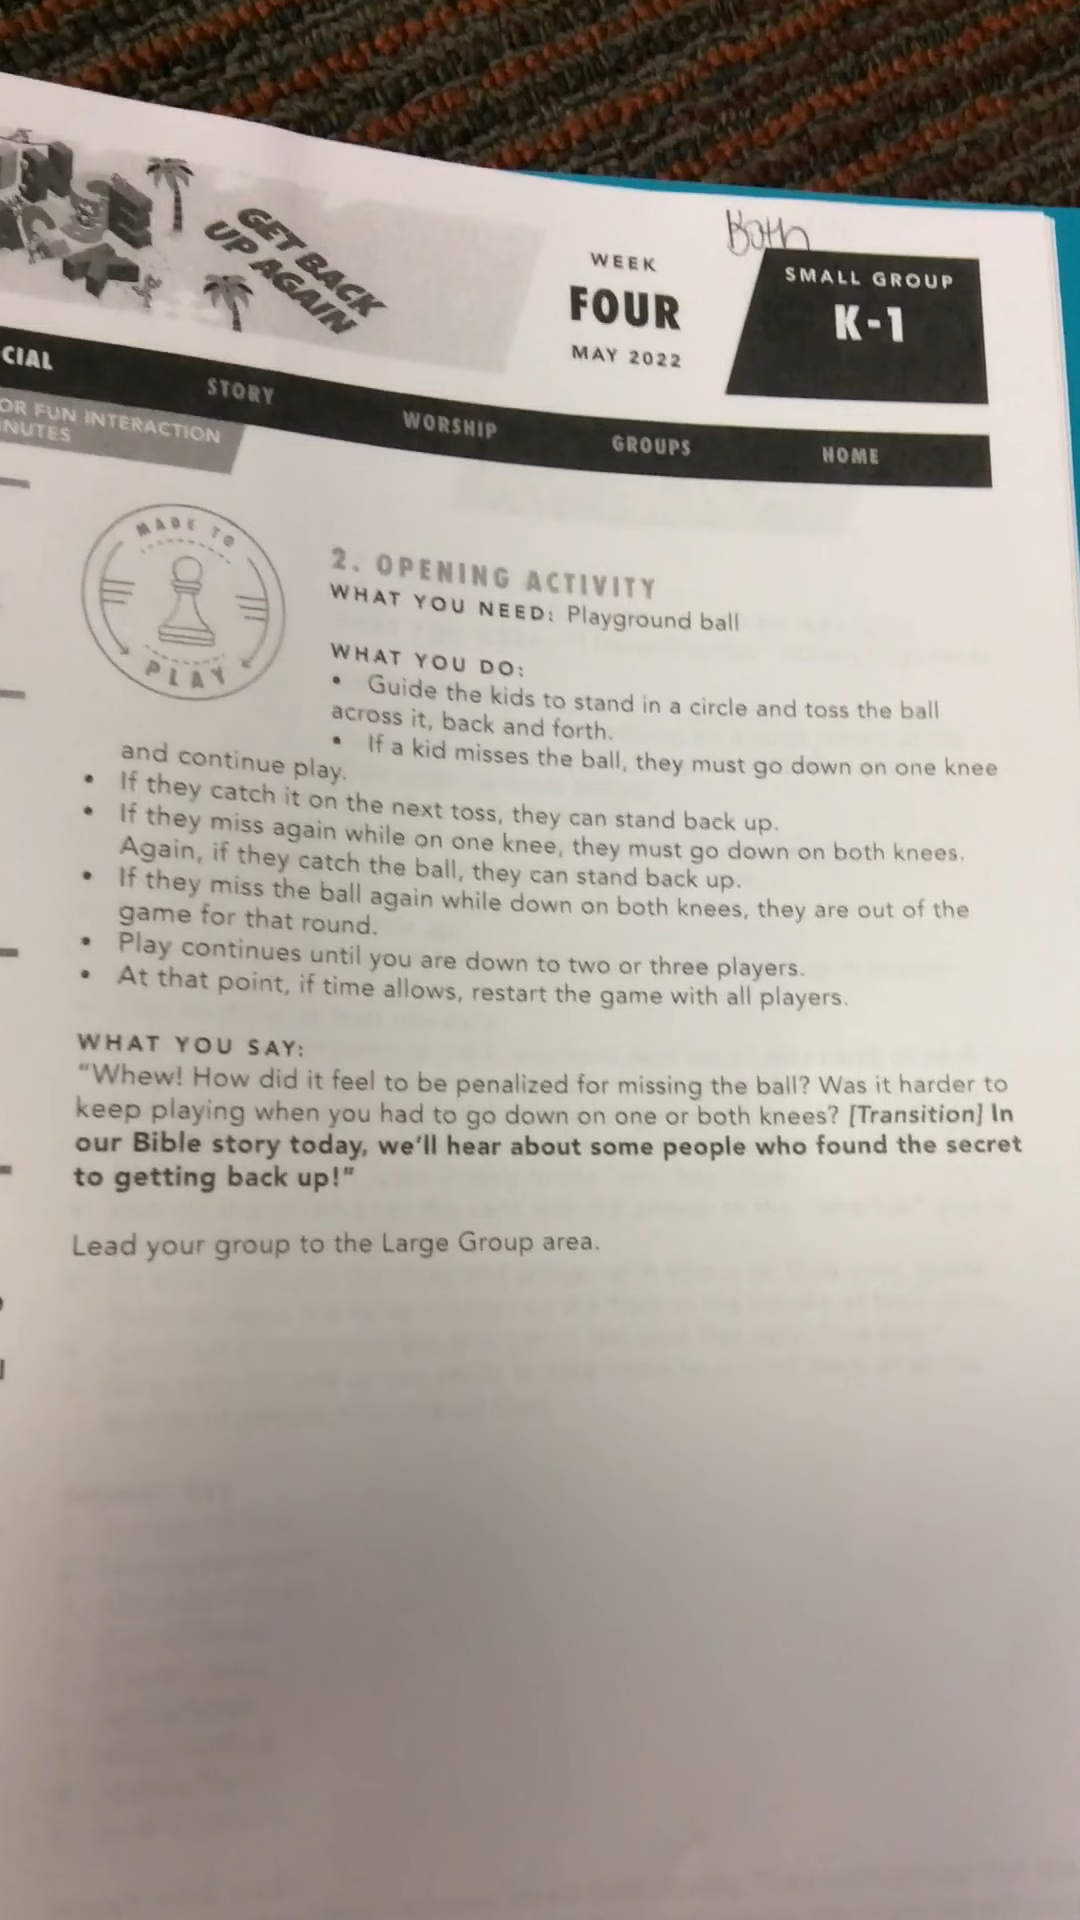 Both
GET BACK
UP AGAIN
WEEK
FOUR
MAY 2022
SMALL GROUP
K-1
CIAL
STORY
WORSHIP
GROUPS
HOME
OR FUN INTERACTION
INUTES
MADE TO
PLAY
2. OPENING ACTIVITY
WHAT YOU NEED: Playground ball
WHAT YOU DO:
• Guide the kids to stand in a circle and toss the ball
across it, back and forth.
• If a kid misses the ball, they must go down on one knee
and continue play.
• If they catch it on the next toss, they can stand back up.
• If they miss again while on one knee, they must go down on both knees.
Again, if they catch the ball, they can stand back up.
• If they miss the ball again while down on both knees, they are out of the
game for that round.
• Play continues until you are down to two or three players.
• At that point, if time allows, restart the game with all players.
WHAT YOU SAY:
“Whew! How did it feel to be penalized for missing the ball? Was it harder to
keep playing when you had to go down on one or both knees? [Transition] In
our Bible story today, we’ll hear about some people who found the secret
to getting back up!”
Lead your group to the Large Group area.